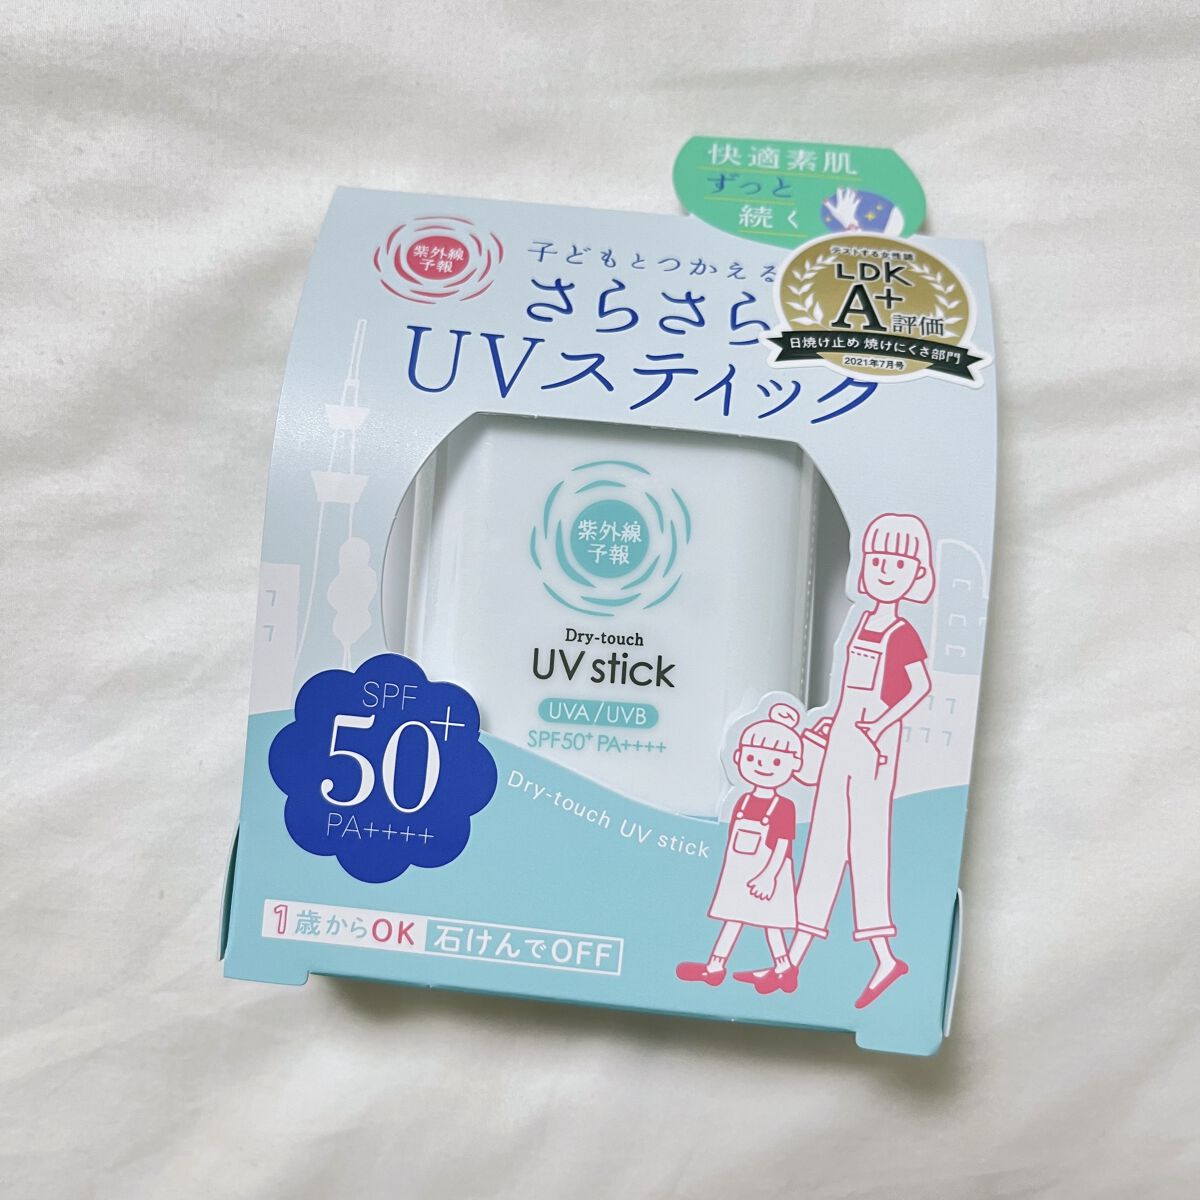 快適素肌
ずっと
続く
紫外線
予報
子どもとつかえる
さらさら
UVスティック
テストする女性誌
LDK
A+
評価
日焼け止め 焼けにくさ部門
2021年7月号
紫外線
予報
Dry-touch
UV stick
UVA/UVB
SPF50+ PA++++
SPF
50+
PA++++
Dry-touch UV stick
1歳からOK 石けんでOFF